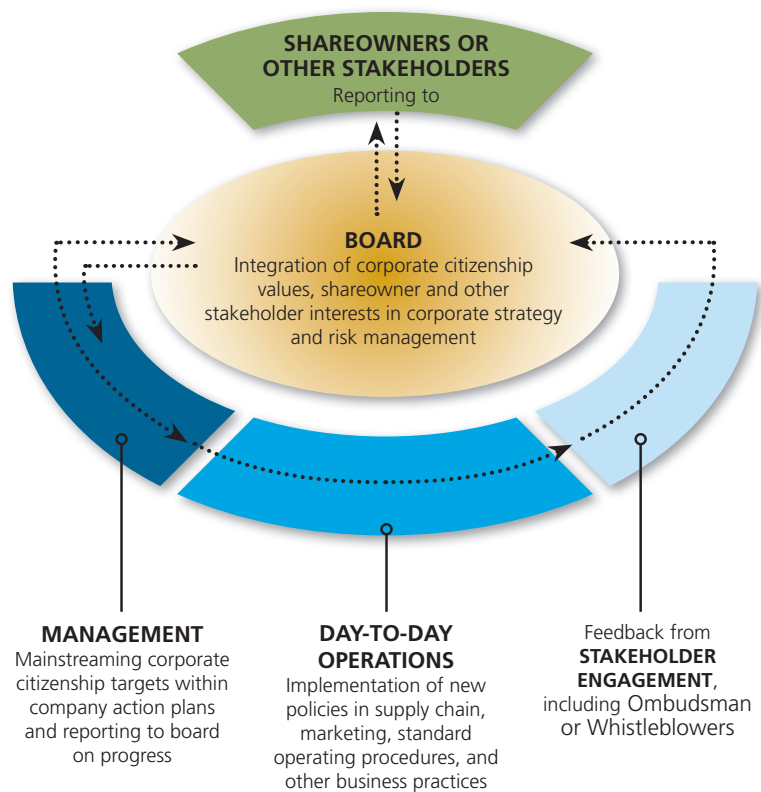 SHAREOWNERS OR
OTHER STAKEHOLDERS
Reporting to
BOARD
Integration of corporate citizenship
values, shareowner and other
stakeholder interests in corporate strategy
and risk management
MANAGEMENT
Mainstreaming corporate
citizenship targets within
company action plans
and reporting to board
on progress
DAY-TO-DAY
OPERATIONS
Implementation of new
policies in supply chain,
marketing, standard
operating procedures, and
other business practices
Feedback from
STAKEHOLDER
ENGAGEMENT,
including Ombudsman
or Whistleblowers